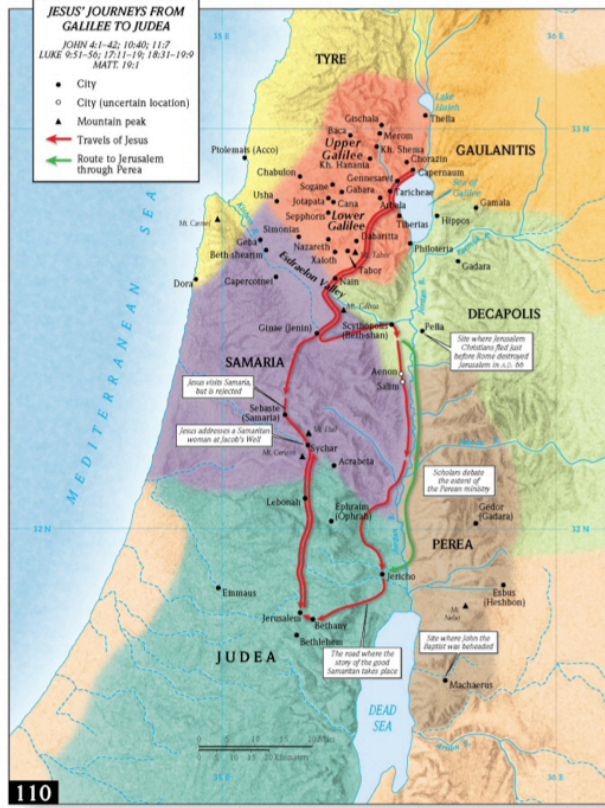 JESUS' JOURNEYS FROM
GALILEE TO JUDEA
JOHN 4:1–42; 10:40; 11:7
LUKE 9:51–56; 17:11–19; 18:31–19:9
MATT. 19:1
City
City (uncertain location)
Mountain peak
Travels of Jesus
Route to Jerusalem
through Perea
35 E
36 E
TYRE
Lake
Huleh
Thella
33 N
33 N
Gischala
Baca
Merom
Upper
Galilee
Kh. Shema
Kh. Hanania
Chorazin
GAULANITIS
Ptolemais (Acco)
Capernaum
Chabulon
Gennesaret
Sogane
Gabara
Taricheae
Sea of
Galilee
Gamala
Usha
Jotapata
Cana
Arbela
Sepphoris
Lower
Galilee
Tiberias
Hippos
Mt. Carmel
Simonias
Dabaritta
Geba
Nazareth
Mt. Tabor
Philoteria
Beth-shearim
Xaloth
Tabor
Gadara
Esdraelon Valley
Dora
Capercotnei
Nain
Mt. Gilboa
DECAPOLIS
Ginae (Jenin)
Scythopolis
(Beth-shan)
Pella
Site where Jerusalem
Christians fled just
before Rome destroyed
Jerusalem in A.D. 66
SAMARIA
Aenon
Salim
Jesus visits Samaria,
but is rejected
Sebaste
(Samaria)
Jesus addresses a Samaritan
woman at Jacob's Well
Mt. Ebal
Sychar
Mt. Gerizim
Acrabeta
MEDITERRANEAN SEA
Scholars debate
the extent of
the Perean ministry
Lebonah
Ephraim
(Ophrah)
Gedor
(Gadara)
32 N
32 N
PEREA
Jericho
Emmaus
Esbus
(Heshbon)
Mt.
Nebo
Jerusalem
Bethany
Bethlehem
Site where John the
Baptist was beheaded
JUDEA
The road where the
story of the good
Samaritan takes place
Machaerus
DEAD
SEA
110
35 E
36 E